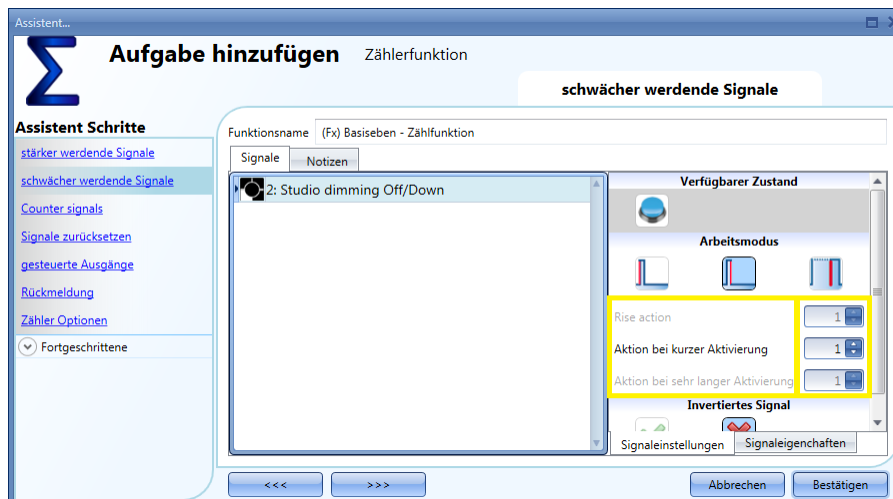 Assistent...
Aufgabe hinzufügen Zählerfunktion
schwächer werdende Signale
Assistent Schritte
stärker werdende Signale
schwächer werdende Signale
Counter signals
Signale zurücksetzen
gesteuerte Ausgänge
Rückmeldung
Zähler Optionen
Fortgeschrittene
Funktionsname (Fx) Basiseben - Zählfunktion
Signale Notizen
2: Studio dimming Off/Down
Verfügbarer Zustand
Arbeitsmodus
Rise action 1
Aktion bei kurzer Aktivierung 1
Aktion bei sehr langer Aktivierung 1
Invertiertes Signal
Signaleinstellungen Signaleigenchaften
<<< >>> Abbrechen Bestätigen